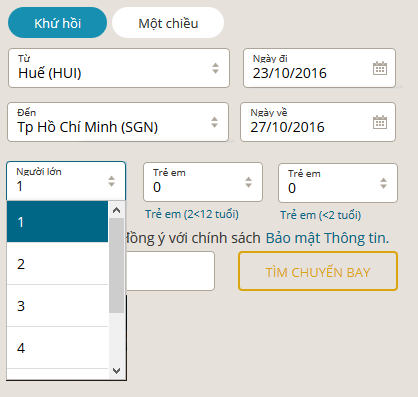 Khứ hồi
Một chiều
Từ
Huế (HUI)
Ngày đi
23/10/2016
Đến
Tp Hồ Chí Minh (SGN)
Ngày về
27/10/2016
Người lớn
1
Trẻ em
0
Trẻ em
0
Trẻ em (2<12 tuổi)
Trẻ em (<2 tuổi)
1
đồng ý với chính sách Bảo mật Thông tin.
2
TÌM CHUYẾN BAY
3
4